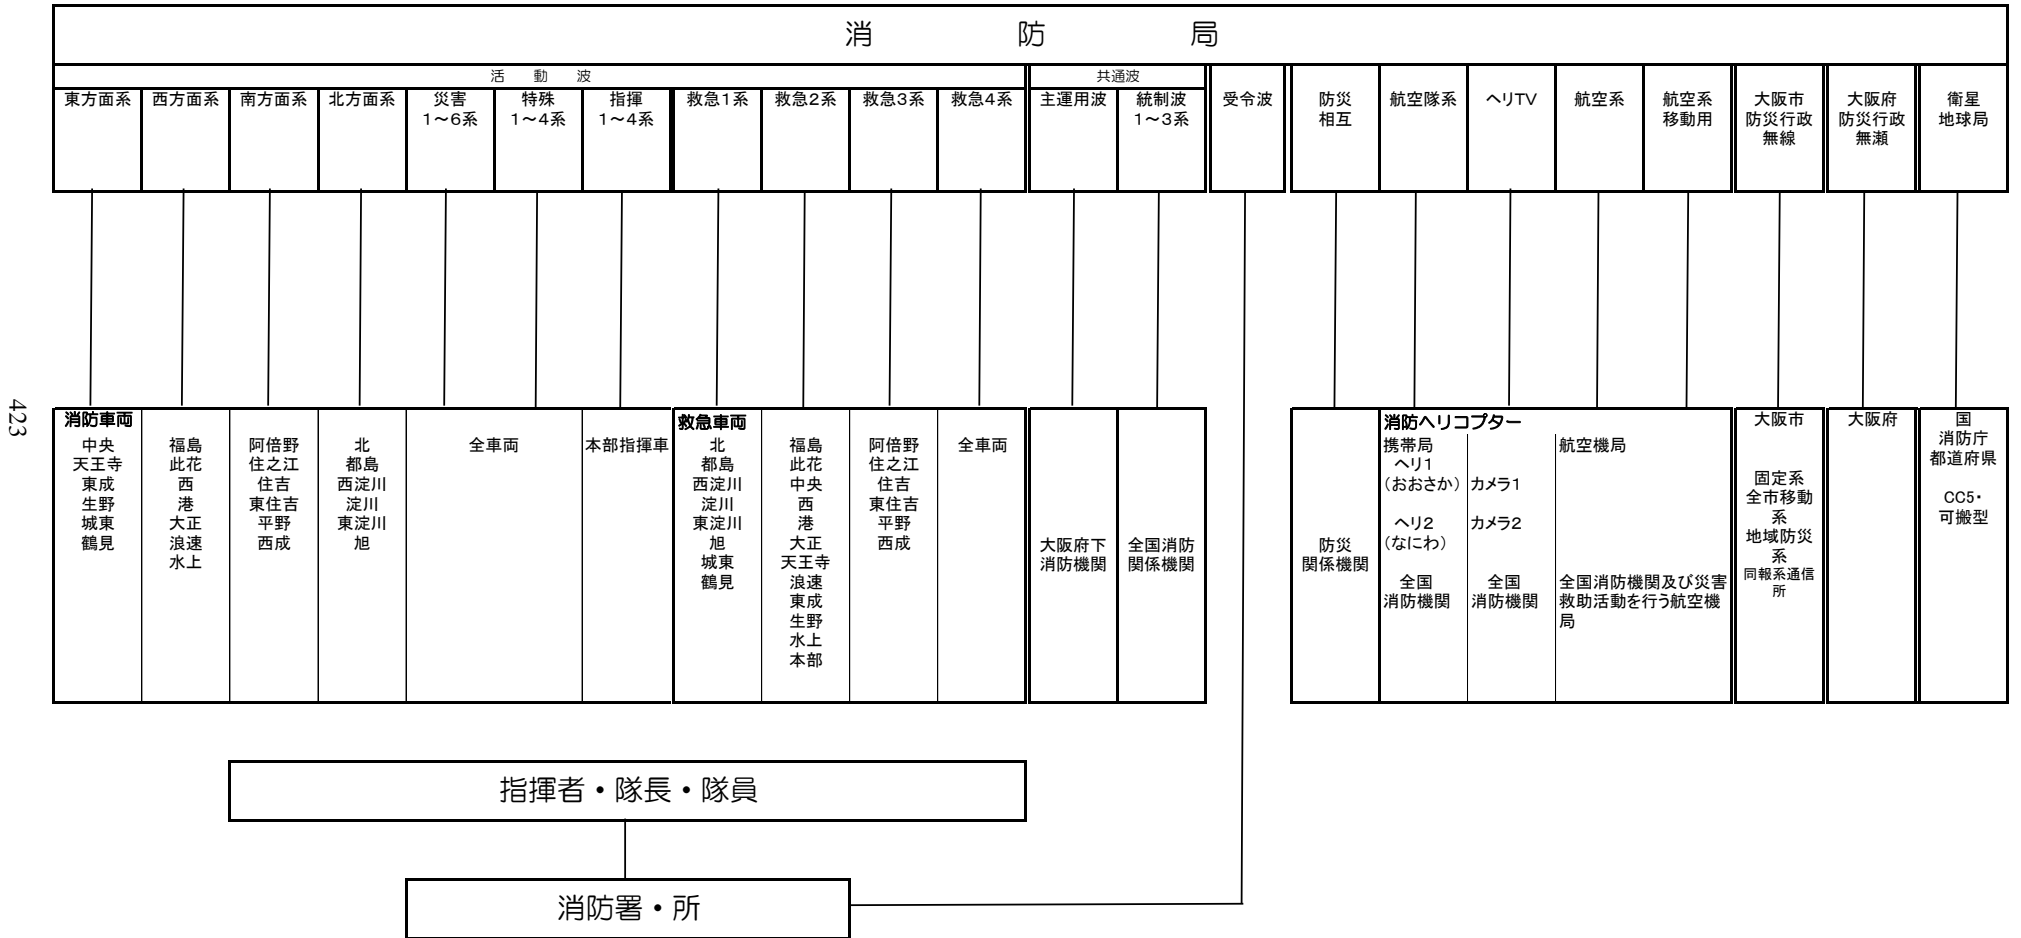 消防局
活動波
共通波
東方面系
西方面系
南方面系
北方面系
災害
1～6系
特殊
1～4系
指揮
1～4系
救急1系
救急2系
救急3系
救急4系
主運用波
統制波
1～3系
受令波
防災
相互
航空隊系
ヘリTV
航空系
航空系
移動用
大阪市
防災行政
無線
大阪府
防災行政
無瀬
衛星
地球局
消防車両
中央
天王寺
東成
生野
城東
鶴見
福島
此花
西
港
大正
浪速
水上
阿倍野
住之江
住吉
東住吉
平野
西成
北
都島
西淀川
淀川
東淀川
旭
全車両
本部指揮車
救急車両
北
都島
西淀川
淀川
東淀川
旭
城東
鶴見
福島
此花
中央
西
港
大正
天王寺
浪速
東成
生野
水上
本部
阿倍野
住之江
住吉
東住吉
平野
西成
全車両
大阪府下
消防機関
全国消防
関係機関
防災
関係機関
消防ヘリコプター
携帯局
ヘリ1
(おおさか)
ヘリ2
(なにわ)
全国
消防機関
カメラ1
カメラ2
全国
消防機関
航空機局
全国消防機関及び災害
救助活動を行う航空機
局
大阪市
固定系
全市移動
系
地域防災
系
同報系通信
所
大阪府
国
消防庁
都道府県
CC5・
可搬型
指揮者・隊長・隊員
消防署・所
423